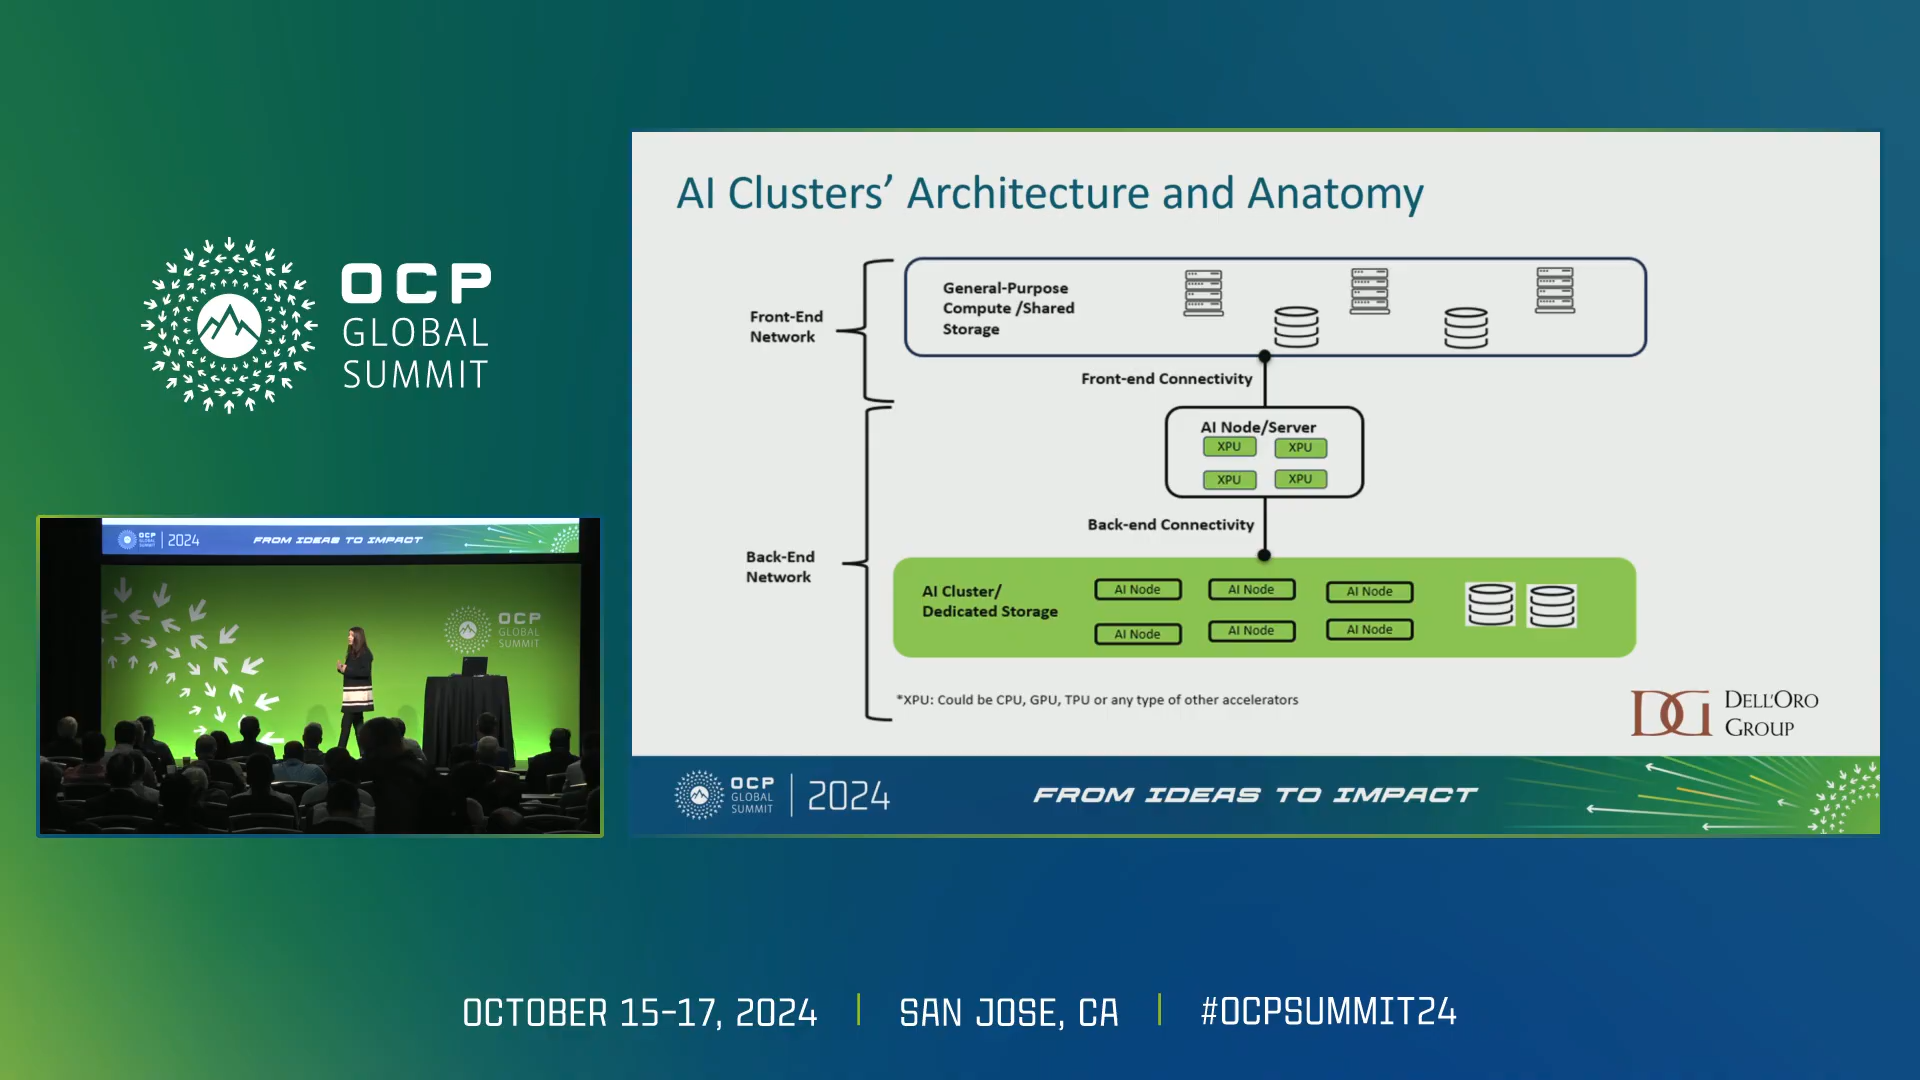 OCP
GLOBAL
SUMMIT
OCP
GLOBAL
SUMMIT
2024
FROM IDEAS TO IMPACT
OCP
GLOBAL
SUMMIT
AI Clusters’ Architecture and Anatomy
Front-End
Network
General-Purpose
Compute /Shared
Storage
Front-end Connectivity
AI Node/Server
XPU XPU
XPU XPU
Back-end Connectivity
Back-End
Network
AI Cluster/
Dedicated Storage
AI Node AI Node AI Node
AI Node AI Node AI Node
*XPU: Could be CPU, GPU, TPU or any type of other accelerators
DG
DELL'ORO
GROUP
OCP
GLOBAL
SUMMIT
2024
FROM IDEAS TO IMPACT
OCTOBER 15-17, 2024 | SAN JOSE, CA | #OCPSUMMIT24